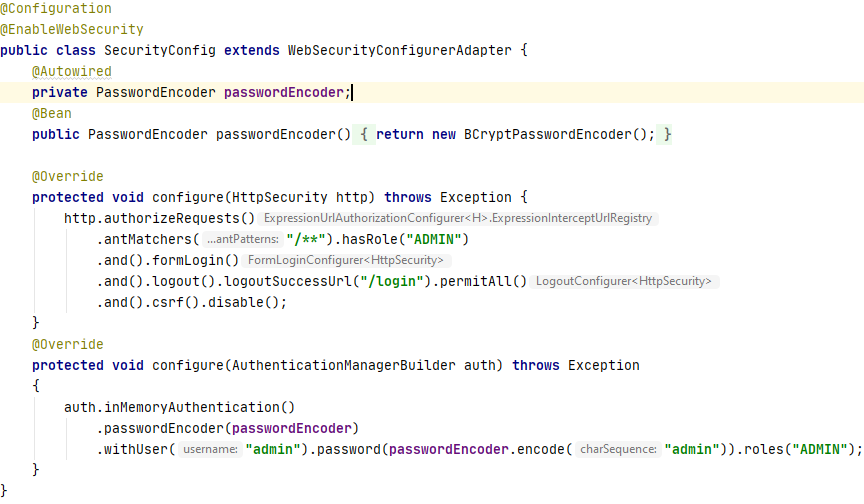 @Configuration
@EnableWebSecurity
public class SecurityConfig extends WebSecurityConfigurerAdapter {
    @Autowired
    private PasswordEncoder passwordEncoder;
    @Bean
    public PasswordEncoder passwordEncoder() { return new BCryptPasswordEncoder(); }

    @Override
    protected void configure(HttpSecurity http) throws Exception {
        http.authorizeRequests() ExpressionUrlAuthorizationConfigurer<H>.ExpressionInterceptUrlRegistry
            .antMatchers( ...antPatterns: "/**").hasRole("ADMIN")
            .and().formLogin() FormLoginConfigurer<HttpSecurity>
            .and().logout().logoutSuccessUrl("/login").permitAll() LogoutConfigurer<HttpSecurity>
            .and().csrf().disable();
    }
    @Override
    protected void configure(AuthenticationManagerBuilder auth) throws Exception
    {
        auth.inMemoryAuthentication()
            .passwordEncoder(passwordEncoder)
            .withUser( username: "admin").password(passwordEncoder.encode( charSequence: "admin")).roles("ADMIN");
    }
}